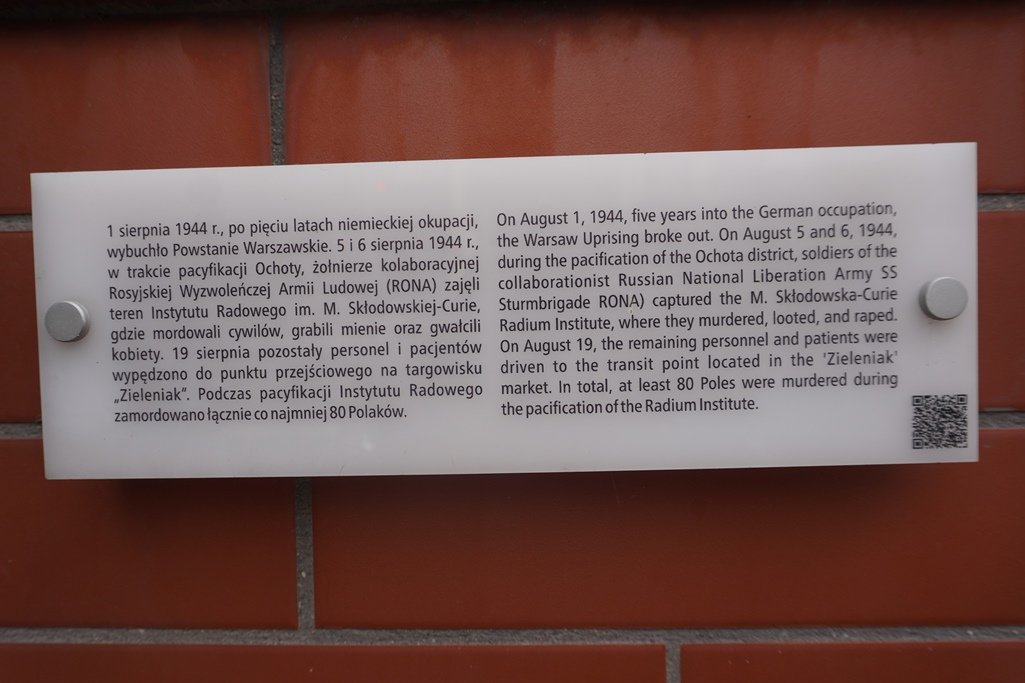 1 sierpnia 1944 r., po pięciu latach niemieckiej okupacji,
wybuchło Powstanie Warszawskie. 5 i 6 sierpnia 1944 r.,
w trakcie pacyfikacji Ochoty, żołnierze kolaboracyjnej
Rosyjskiej Wyzwoleńczej Armii Ludowej (RONA) zajęli
teren Instytutu Radowego im. M. Skłodowskiej-Curie,
gdzie mordowali cywilów, grabili mienie oraz gwałcili
kobiety. 19 sierpnia pozostały personel i pacjentów
wypędzono do punktu przejściowego na targowisku
„Zieleniak”. Podczas pacyfikacji Instytutu Radowego
zamordowano łącznie co najmniej 80 Polaków.
On August 1, 1944, five years into the German occupation,
the Warsaw Uprising broke out. On August 5 and 6, 1944,
during the pacification of the Ochota district, soldiers of the
collaborationist Russian National Liberation Army SS
Sturmbrigade RONA) captured the M. Skłodowska-Curie
Radium Institute, where they murdered, looted, and raped.
On August 19, the remaining personnel and patients were
driven to the transit point located in the 'Zieleniak'
market. In total, at least 80 Poles were murdered during
the pacification of the Radium Institute.